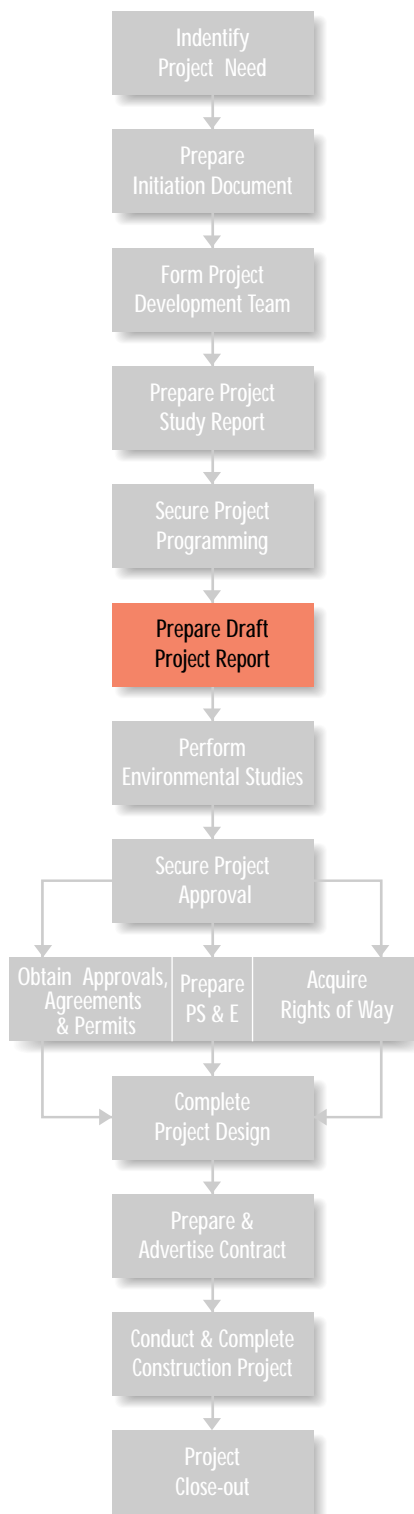 Indentify
Project Need
Prepare
Initiation Document
Form Project
Development Team
Prepare Project
Study Report
Secure Project
Programming
Prepare Draft
Project Report
Perform
Environmental Studies
Secure Project
Approval
Obtain Approvals,
Agreements
& Permits
Prepare
PS & E
Acquire
Rights of Way
Complete
Project Design
Prepare &
Advertise Contract
Conduct & Complete
Construction Project
Project
Close-out